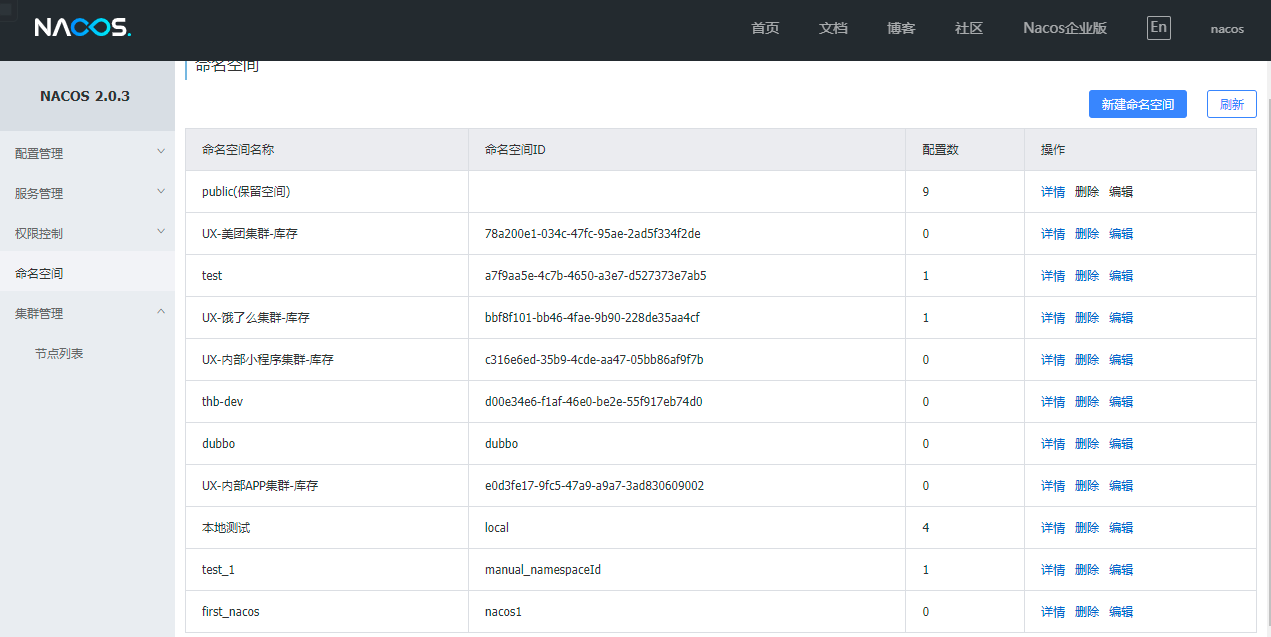 NACOS. 首页 文档 博客 社区 Nacos企业版 En nacos
NACOS 2.0.3
配置管理
服务管理
权限控制
命名空间
集群管理
节点列表
命名空间
新建命名空间 刷新
命名空间名称 命名空间ID 配置数 操作
public(保留空间) 9 详情 删除 编辑
UX-美团集群-库存 78a200e1-034c-47fc-95ae-2ad5f334f2de 0 详情 删除 编辑
test a7f9aa5e-4c7b-4650-a3e7-d527373e7ab5 1 详情 删除 编辑
UX-饿了么集群-库存 bbf8f101-bb46-4fae-9b90-228de35aa4cf 1 详情 删除 编辑
UX-内部小程序集群-库存 c316e6ed-35b9-4cde-aa47-05bb86af9f7b 0 详情 删除 编辑
thb-dev d00e34e6-f1af-46e0-be2e-55f917eb74d0 0 详情 删除 编辑
dubbo dubbo 0 详情 删除 编辑
UX-内部APP集群-库存 e0d3fe17-9fc5-47a9-a9a7-3ad830609002 0 详情 删除 编辑
本地测试 local 4 详情 删除 编辑
test_1 manual_namespaceId 1 详情 删除 编辑
first_nacos nacos1 0 详情 删除 编辑